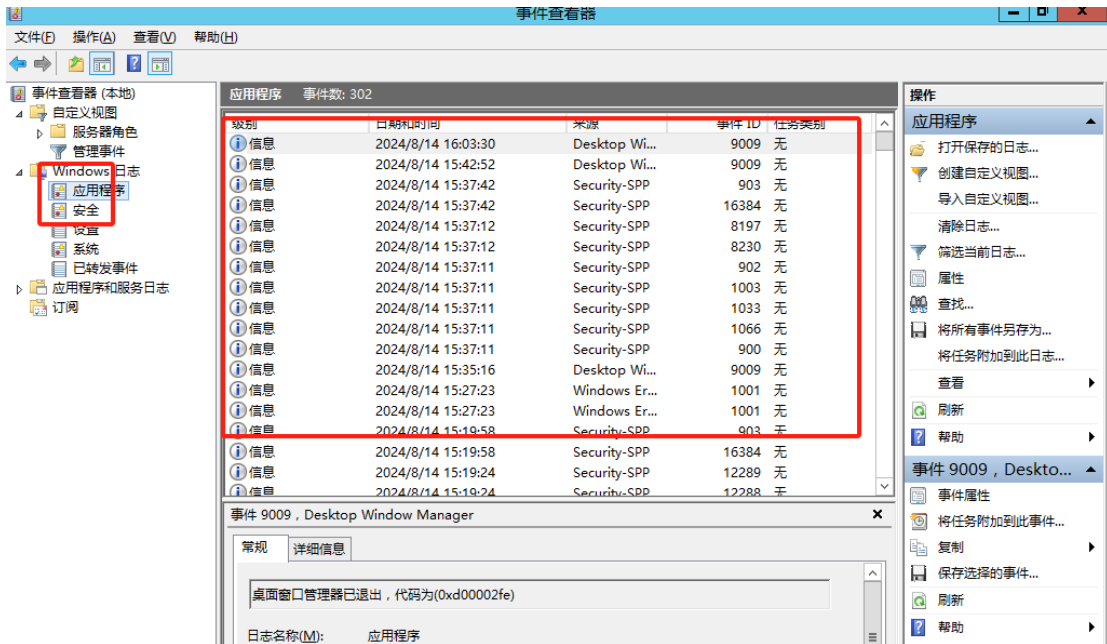 事件查看器
文件(F) 操作(A) 查看(V) 帮助(H)
事件查看器 (本地)
自定义视图
服务器角色
管理事件
Windows 日志
应用程序
安全
设置
系统
已转发事件
应用程序和服务日志
订阅
应用程序 事件数: 302
级别 日期和时间 来源 事件 ID 任务类别
信息 2024/8/14 16:03:30 Desktop Wi... 9009 无
信息 2024/8/14 15:42:52 Desktop Wi... 9009 无
信息 2024/8/14 15:37:42 Security-SPP 903 无
信息 2024/8/14 15:37:42 Security-SPP 16384 无
信息 2024/8/14 15:37:12 Security-SPP 8197 无
信息 2024/8/14 15:37:12 Security-SPP 8230 无
信息 2024/8/14 15:37:11 Security-SPP 902 无
信息 2024/8/14 15:37:11 Security-SPP 1003 无
信息 2024/8/14 15:37:11 Security-SPP 1033 无
信息 2024/8/14 15:37:11 Security-SPP 1066 无
信息 2024/8/14 15:37:11 Security-SPP 900 无
信息 2024/8/14 15:35:16 Desktop Wi... 9009 无
信息 2024/8/14 15:27:23 Windows Er... 1001 无
信息 2024/8/14 15:27:23 Windows Er... 1001 无
信息 2024/8/14 15:19:58 Security-SPP 903 无
信息 2024/8/14 15:19:58 Security-SPP 16384 无
信息 2024/8/14 15:19:24 Security-SPP 12289 无
信息 2024/8/14 15:19:24 Security-SPP 12288 无
事件 9009，Desktop Window Manager
常规 详细信息
桌面窗口管理器已退出，代码为(0xd00002fe)
日志名称(M): 应用程序
操作
应用程序
打开保存的日志...
创建自定义视图...
导入自定义视图...
清除日志...
筛选当前日志...
属性
查找...
将所有事件另存为...
将任务附加到此日志...
查看
刷新
帮助
事件 9009，Deskto...
事件属性
将任务附加到此事件...
复制
保存选择的事件...
刷新
帮助